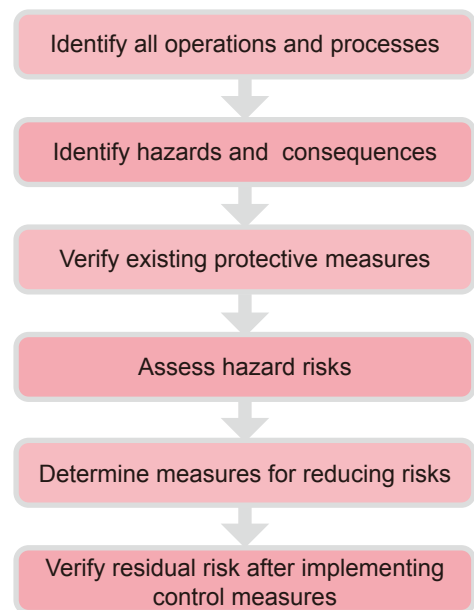 Identify all operations and processes
Identify hazards and consequences
Verify existing protective measures
Assess hazard risks
Determine measures for reducing risks
Verify residual risk after implementing
control measures